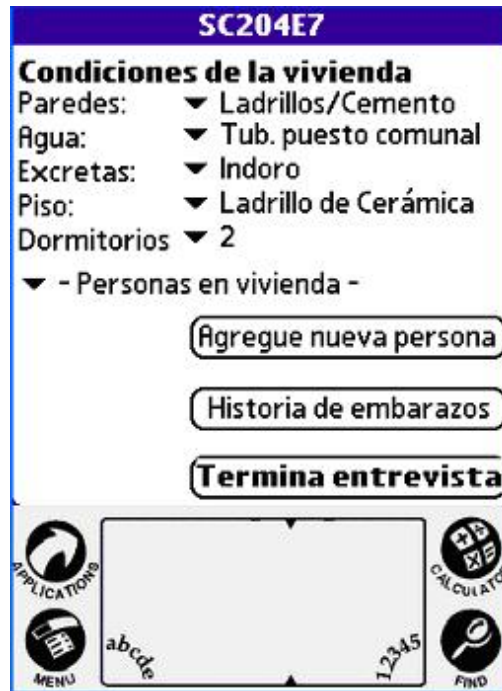 SC204E7
Condiciones de la vivienda
Paredes: Ladrillos/Cemento
Agua: Tub. puesto comunal
Excretas: Indoro
Piso: Ladrillo de Cerámica
Dormitorios 2
- Personas en vivienda -
Agregue nueva persona
Historia de embarazos
Termina entrevista
APPLICATIONS
CALCULATO
abcde
12345
MENU
FIND